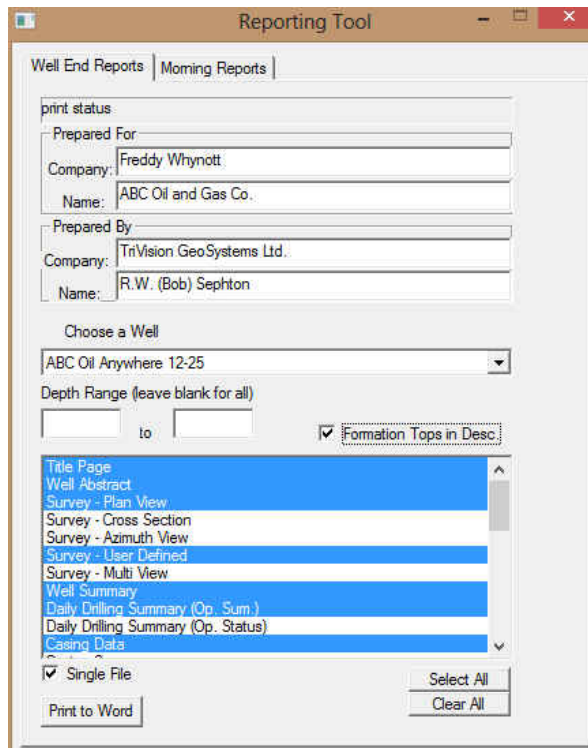 Reporting Tool
Well End Reports Morning Reports
print status
Prepared For
Company: Freddy Whynott
Name: ABC Oil and Gas Co.
Prepared By
Company: TriVision GeoSystems Ltd.
Name: R.W. (Bob) Sephton
Choose a Well
ABC Oil Anywhere 12-25
Depth Range (leave blank for all)
to
Formation Tops in Desc.
Title Page
Well Abstract
Survey - Plan View
Survey - Cross Section
Survey - Azimuth View
Survey - User Defined
Survey - Multi View
Well Summary
Daily Drilling Summary (Op. Sum.)
Daily Drilling Summary (Op. Status)
Casing Data
Single File
Select All
Print to Word
Clear All